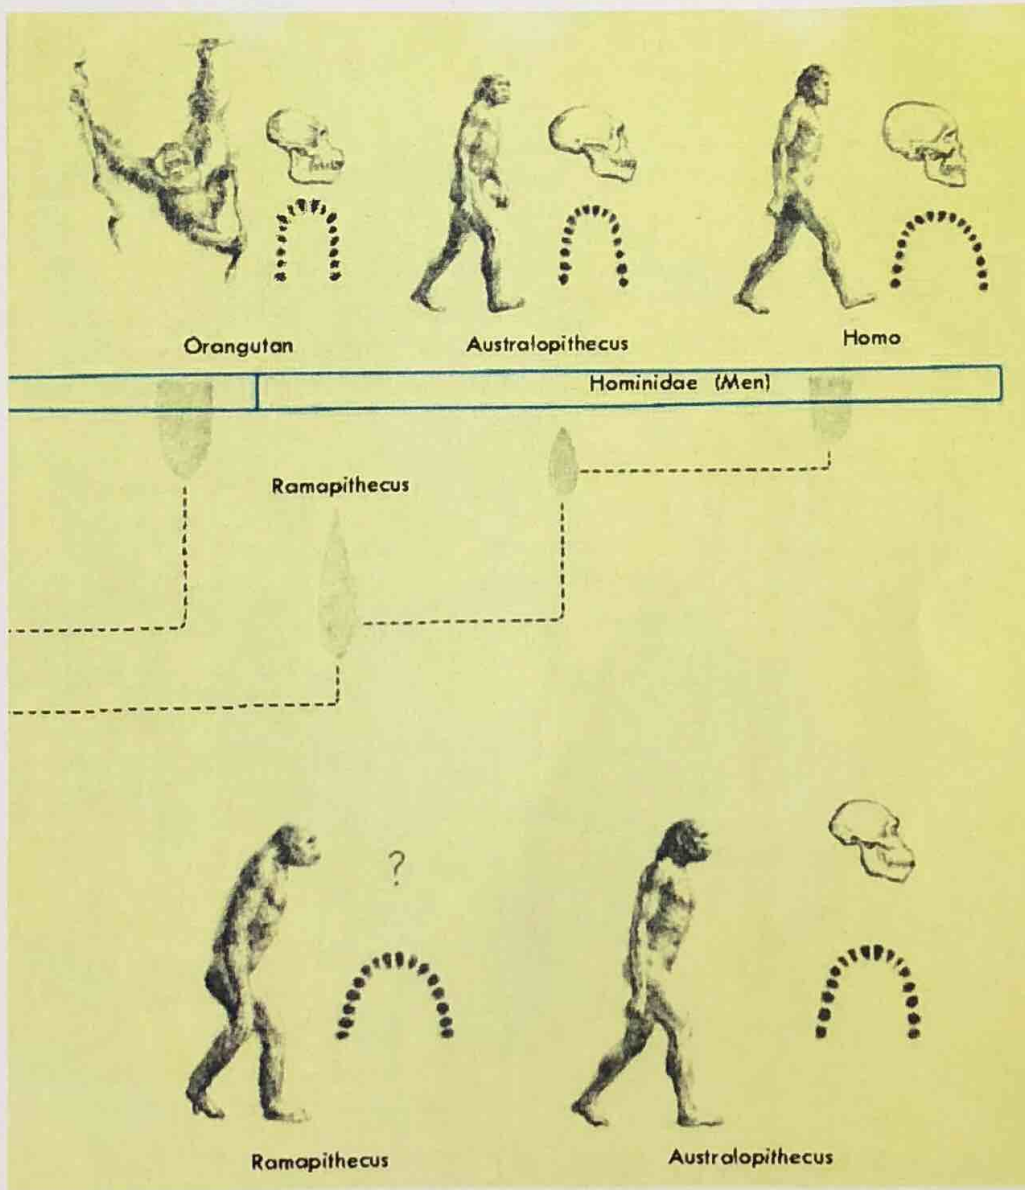 Orangutan
Australopithecus
Homo
Hominidae (Men)
Ramapithecus
?
Ramapithecus
Australopithecus